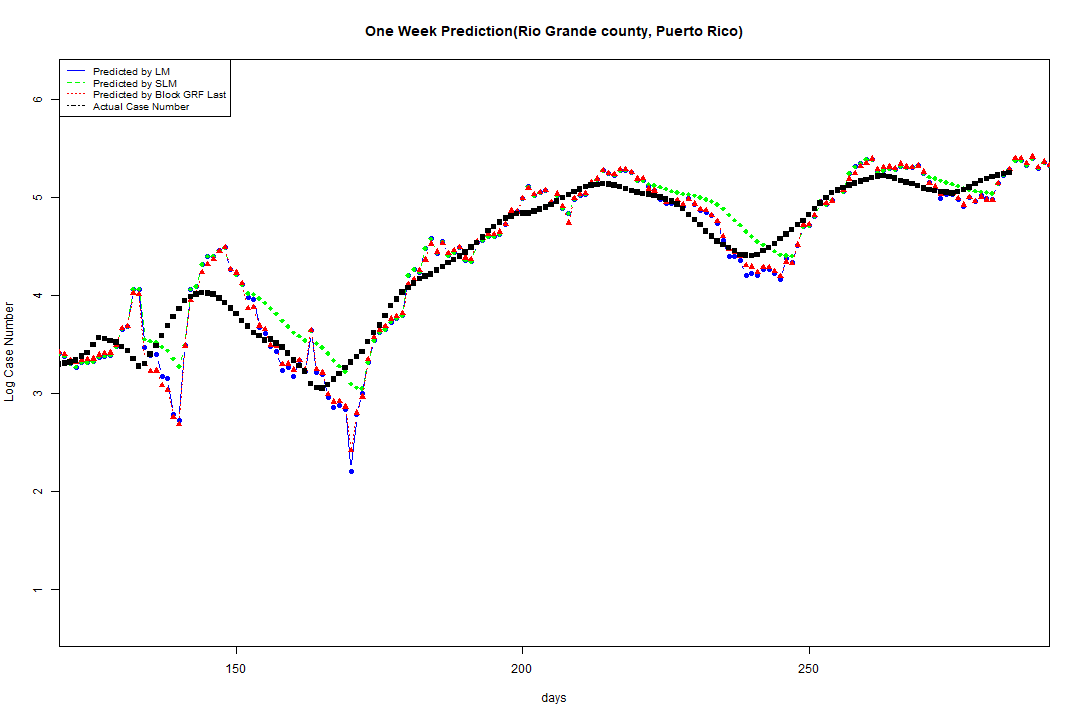 One Week Prediction(Rio Grande county, Puerto Rico)
Predicted by LM
Predicted by SLM
Predicted by Block GRF Last
Actual Case Number
6
5
4
3
2
1
Log Case Number
150 200 250
days